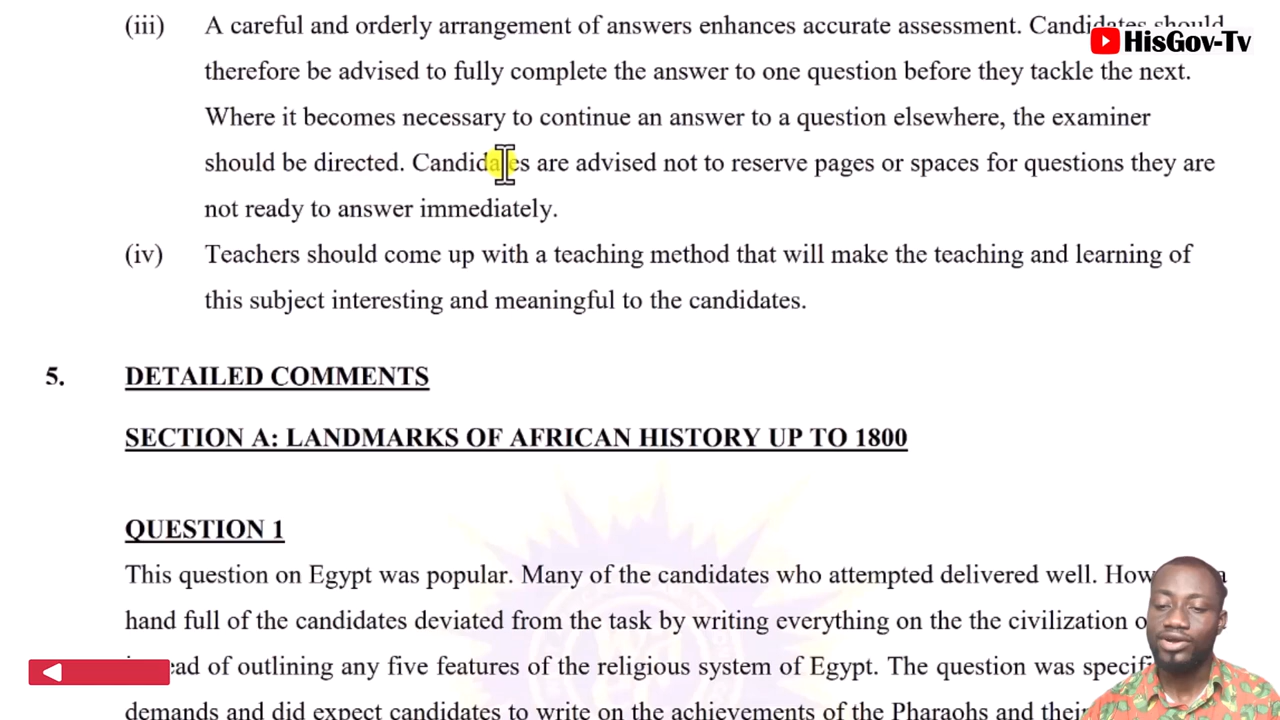 (iii) A careful and orderly arrangement of answers enhances accurate assessment. Candidates should
HisGov-Tv
therefore be advised to fully complete the answer to one question before they tackle the next.
Where it becomes necessary to continue an answer to a question elsewhere, the examiner
should be directed. Candidates are advised not to reserve pages or spaces for questions they are
not ready to answer immediately.
(iv) Teachers should come up with a teaching method that will make the teaching and learning of
this subject interesting and meaningful to the candidates.
5. DETAILED COMMENTS
SECTION A: LANDMARKS OF AFRICAN HISTORY UP TO 1800
QUESTION 1
This question on Egypt was popular. Many of the candidates who attempted delivered well.
hand full of the candidates deviated from the task by writing everything on the the civilization
of outlining any five features of the religious system of Egypt. The question was
demands and did expect candidates to write on the achievements of the Pharaohs and